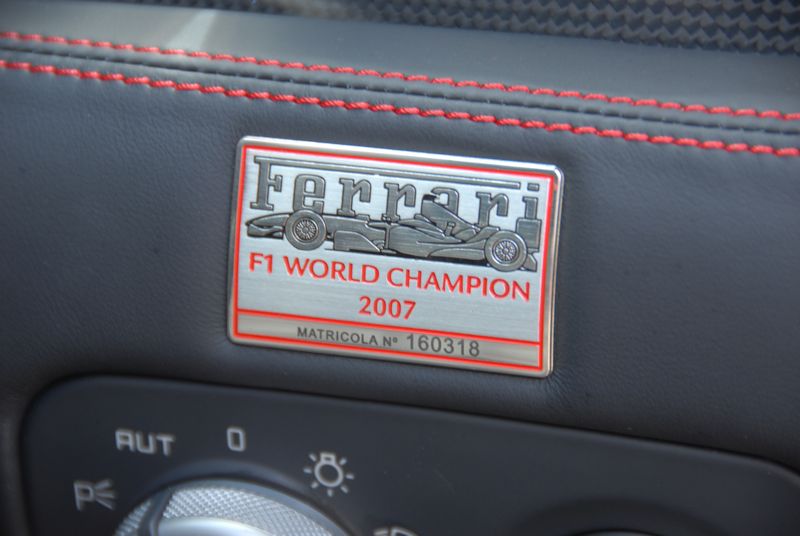 Ferrari
F1 WORLD CHAMPION
2007
MATRICOLA Nº 160318
AUT 0
P